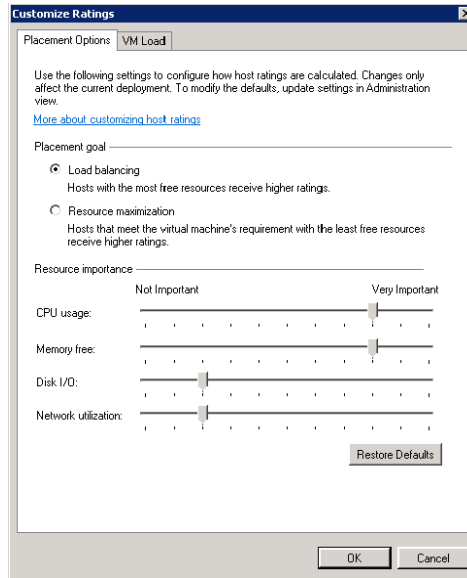 Customize Ratings
Placement Options VM Load
Use the following settings to configure how host ratings are calculated. Changes only
affect the current deployment. To modify the defaults, update settings in Administration
view.
More about customizing host ratings
Placement goal
Load balancing
Hosts with the most free resources receive higher ratings.
Resource maximization
Hosts that meet the virtual machine's requirement with the least free resources
receive higher ratings.
Resource importance
Not Important Very Important
CPU usage:
Memory free:
Disk I/O:
Network utilization:
Restore Defaults
OK Cancel